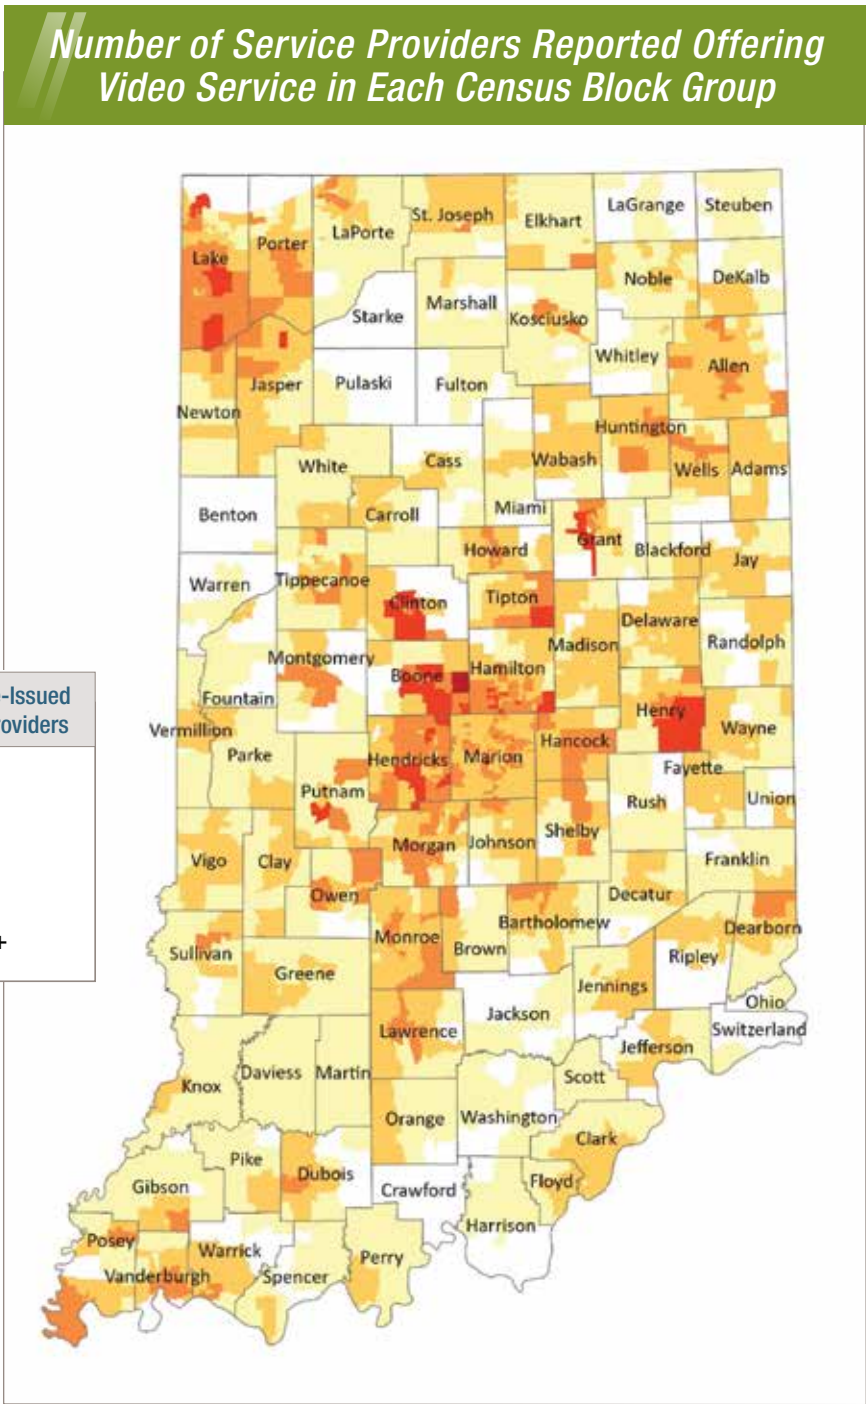 Number of Service Providers Reported Offering
Video Service in Each Census Block Group
LaGrange Steuben
St. Joseph Elkhart
LaPorte
Porter
Lake
Noble DeKalb
Marshall
Starke Kosciusko
Whitley
Allen
Jasper Pulaski Fulton
Newton
Huntington
White Cass Wabash
Wells Adams
Benton Carroll Miami
Grant
Howard Blackford
Jay
Warren Tippecanoe
Clinton Tipton
Delaware
Madison Randolph
Montgomery
Boone Hamilton
Fountain
-Issued
Henry
Vermillion
oviders
Wayne
Hancock
Parke Hendricks Marion
Fayette
Putnam
Rush Union
Shelby
Morgan Johnson
Vigo Clay Franklin
Owen Decatur
Bartholomew Dearborn
Monroe
+
Brown
Sullivan Ripley
Greene
Jennings
Ohio
Jackson
Switzerland
Lawrence
Jefferson
Daviess Martin Scott
Knox
Orange Washington
Clark
Pike
Dubois
Gibson Crawford Floyd
Harrison
Posey
Warrick
Perry
Vanderburgh Spencer